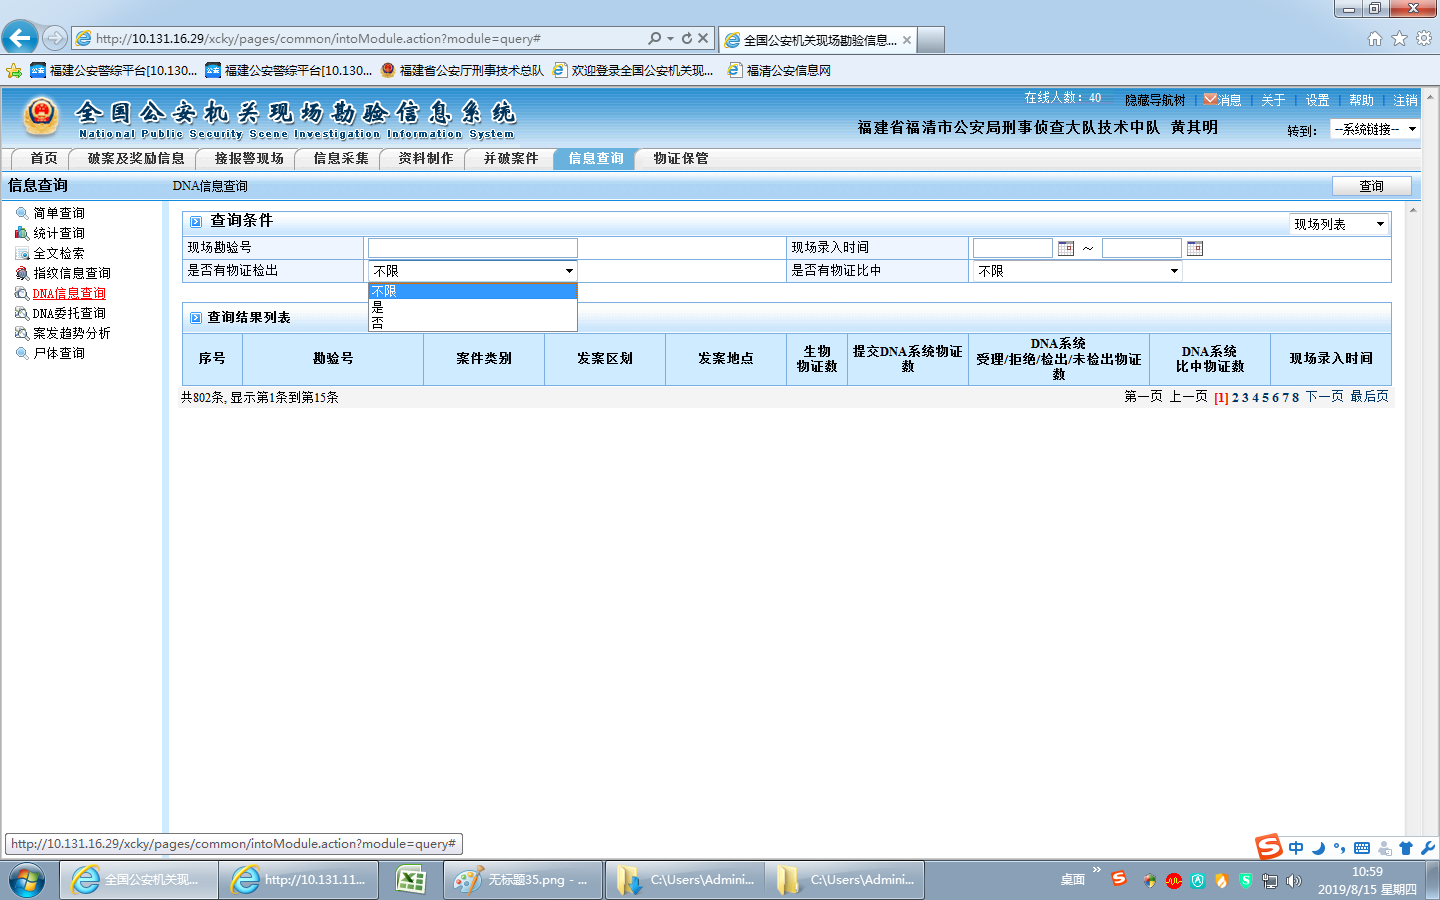 http://10.131.16.29/xcky/pages/common/intoModule.action?module=query#
全国公安机关现场勘验信息...
福建公安警综平台[10.130... 福建公安警综平台[10.130... 福建省公安厅刑事技术总队 欢迎登录全国公安机关现... 福清公安信息网
全国公安机关现场勘验信息系统
National Public Security Scene Investigation Information System
在线人数：40 隐藏导航树 消息 关于 设置 帮助 注销
福建省福清市公安局刑事侦查大队技术中队 黄其明 转到： --系统链接--
首页 破案及奖励信息 接报警现场 信息采集 资料制作 并破案件 信息查询 物证保管
信息查询 DNA信息查询 查询
简单查询
统计查询
全文检索
指纹信息查询
DNA信息查询
DNA委托查询
案发趋势分析
尸体查询
查询条件 现场列表
现场勘验号 现场录入时间 ～
是否有物证检出 不限 是否有物证比中 不限
不限
是
否
查询结果列表
序号 勘验号 案件类别 发案区划 发案地点 生物物证数 提交DNA系统物证数 DNA系统受理/拒绝/检出/未检出物证数 DNA系统比中物证数 现场录入时间
共802条, 显示第1条到第15条 第一页 上一页 [1] 2 3 4 5 6 7 8 下一页 最后页
http://10.131.16.29/xcky/pages/common/intoModule.action?module=query#
中
全国公安机关现... http://10.131.11... 无标题35.png - ... C:\Users\Admini... C:\Users\Admini... 桌面
10:59
2019/8/15 星期四